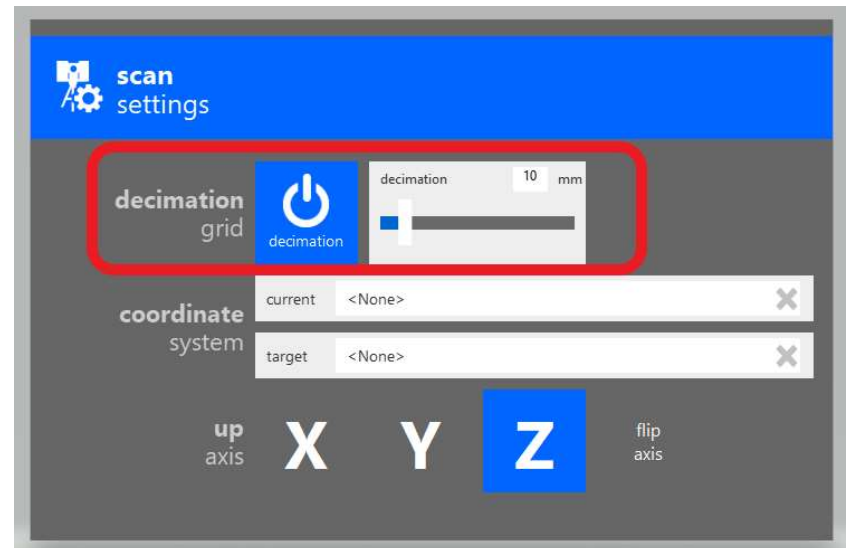 scan
settings
decimation
grid
decimation
decimation 10 mm
coordinate
system
current <None>
target <None>
up
axis
X Y Z
flip
axis